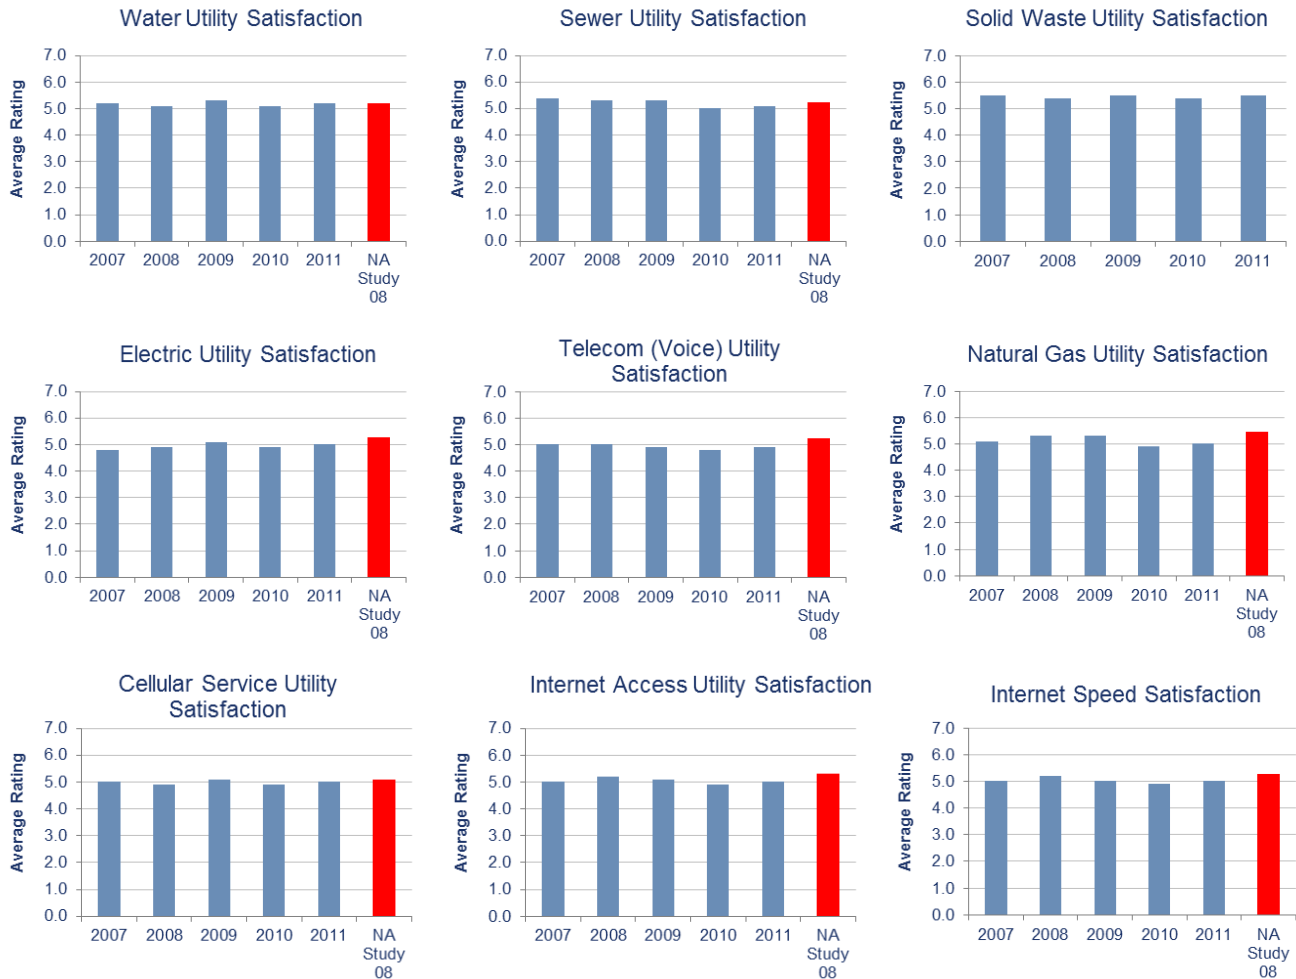 Water Utility Satisfaction
Average Rating
7.0
6.0
5.0
4.0
3.0
2.0
1.0
0.0
2007 2008 2009 2010 2011 NA
Study
08
Sewer Utility Satisfaction
Average Rating
7.0
6.0
5.0
4.0
3.0
2.0
1.0
0.0
2007 2008 2009 2010 2011 NA
Study
08
Solid Waste Utility Satisfaction
Average Rating
7.0
6.0
5.0
4.0
3.0
2.0
1.0
0.0
2007 2008 2009 2010 2011
Electric Utility Satisfaction
Average Rating
7.0
6.0
5.0
4.0
3.0
2.0
1.0
0.0
2007 2008 2009 2010 2011 NA
Study
08
Telecom (Voice) Utility
Satisfaction
Average Rating
7.0
6.0
5.0
4.0
3.0
2.0
1.0
0.0
2007 2008 2009 2010 2011 NA
Study
08
Natural Gas Utility Satisfaction
Average Rating
7.0
6.0
5.0
4.0
3.0
2.0
1.0
0.0
2007 2008 2009 2010 2011 NA
Study
08
Cellular Service Utility
Satisfaction
Average Rating
7.0
6.0
5.0
4.0
3.0
2.0
1.0
0.0
2007 2008 2009 2010 2011 NA
Study
08
Internet Access Utility Satisfaction
Average Rating
7.0
6.0
5.0
4.0
3.0
2.0
1.0
0.0
2007 2008 2009 2010 2011 NA
Study
08
Internet Speed Satisfaction
Average Rating
7.0
6.0
5.0
4.0
3.0
2.0
1.0
0.0
2007 2008 2009 2010 2011 NA
Study
08